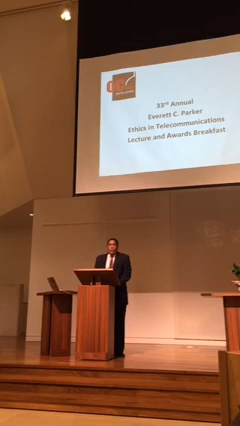 33rd Annual
Everett C. Parker
Ethics in Telecommunications
Lecture and Awards Breakfast